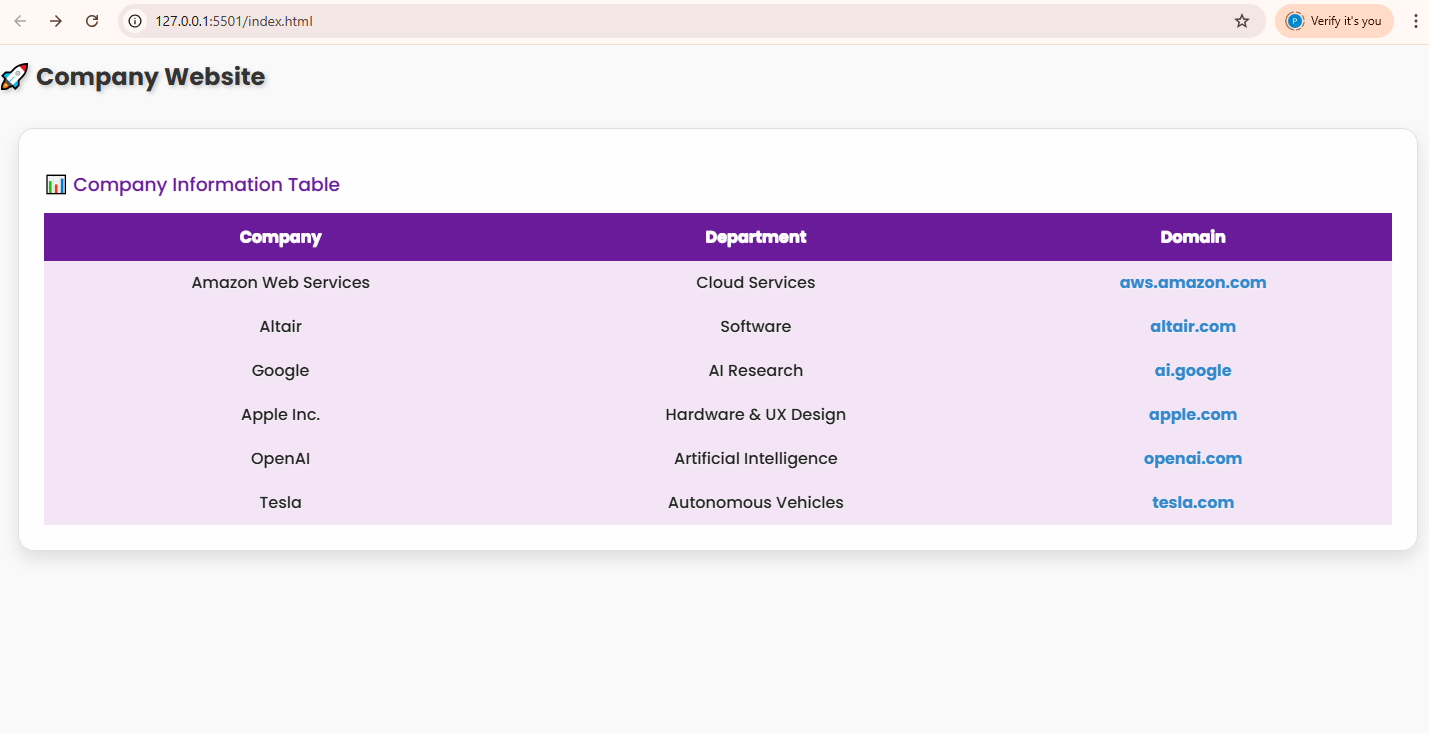 127.0.0.1:5501/index.html
P Verify it's you
Company Website
Company Information Table
Company Department Domain
Amazon Web Services Cloud Services aws.amazon.com
Altair Software altair.com
Google AI Research ai.google
Apple Inc. Hardware & UX Design apple.com
OpenAI Artificial Intelligence openai.com
Tesla Autonomous Vehicles tesla.com